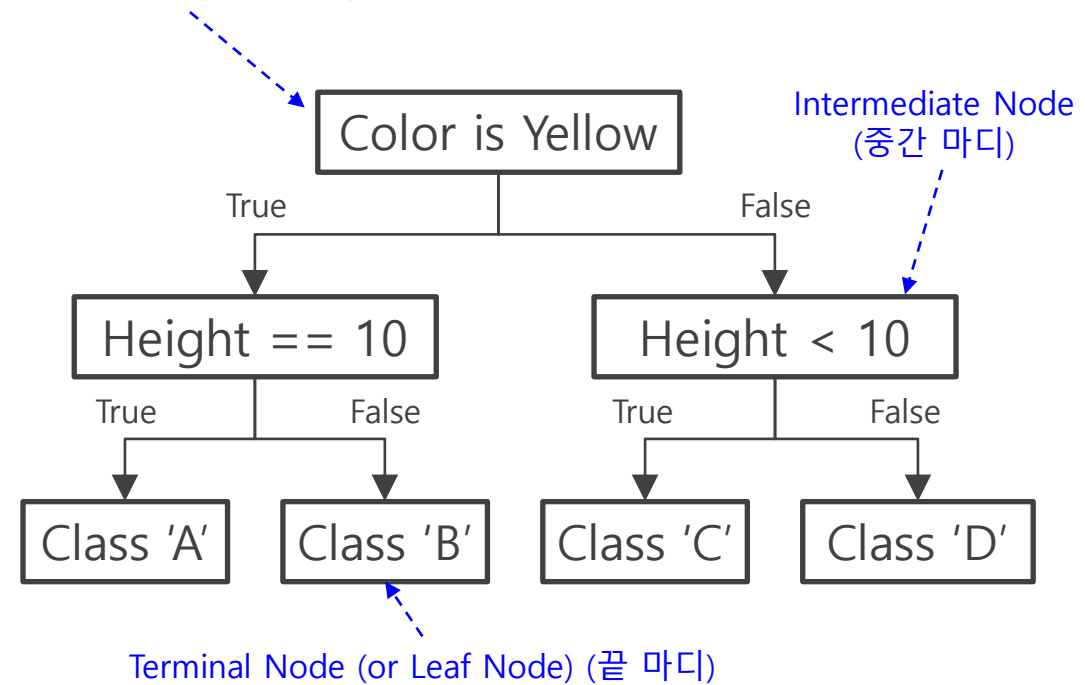 Color is Yellow
Intermediate Node
(중간 마디)
True
False
Height == 10
Height < 10
True
False
True
False
Class ‘A’
Class ‘B’
Class ‘C’
Class ‘D’
Terminal Node (or Leaf Node) (끝 마디)